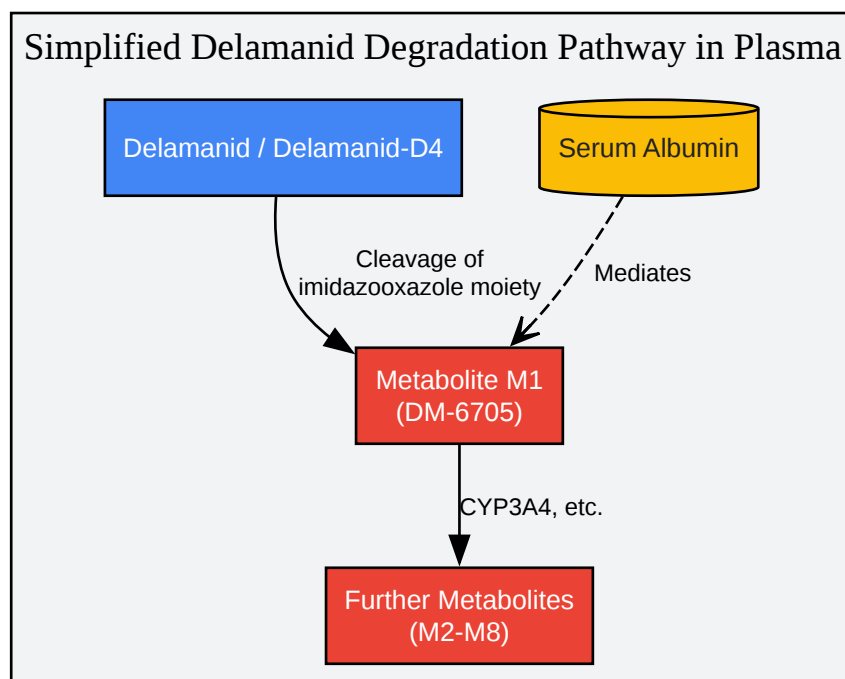 Simplified Delamanid Degradation Pathway in Plasma
Delamanid / Delamanid-D4
Serum Albumin
Cleavage of
imidazooxazole moiety
Mediates
Metabolite M1
(DM-6705)
CYP3A4, etc.
Further Metabolites
(M2-M8)